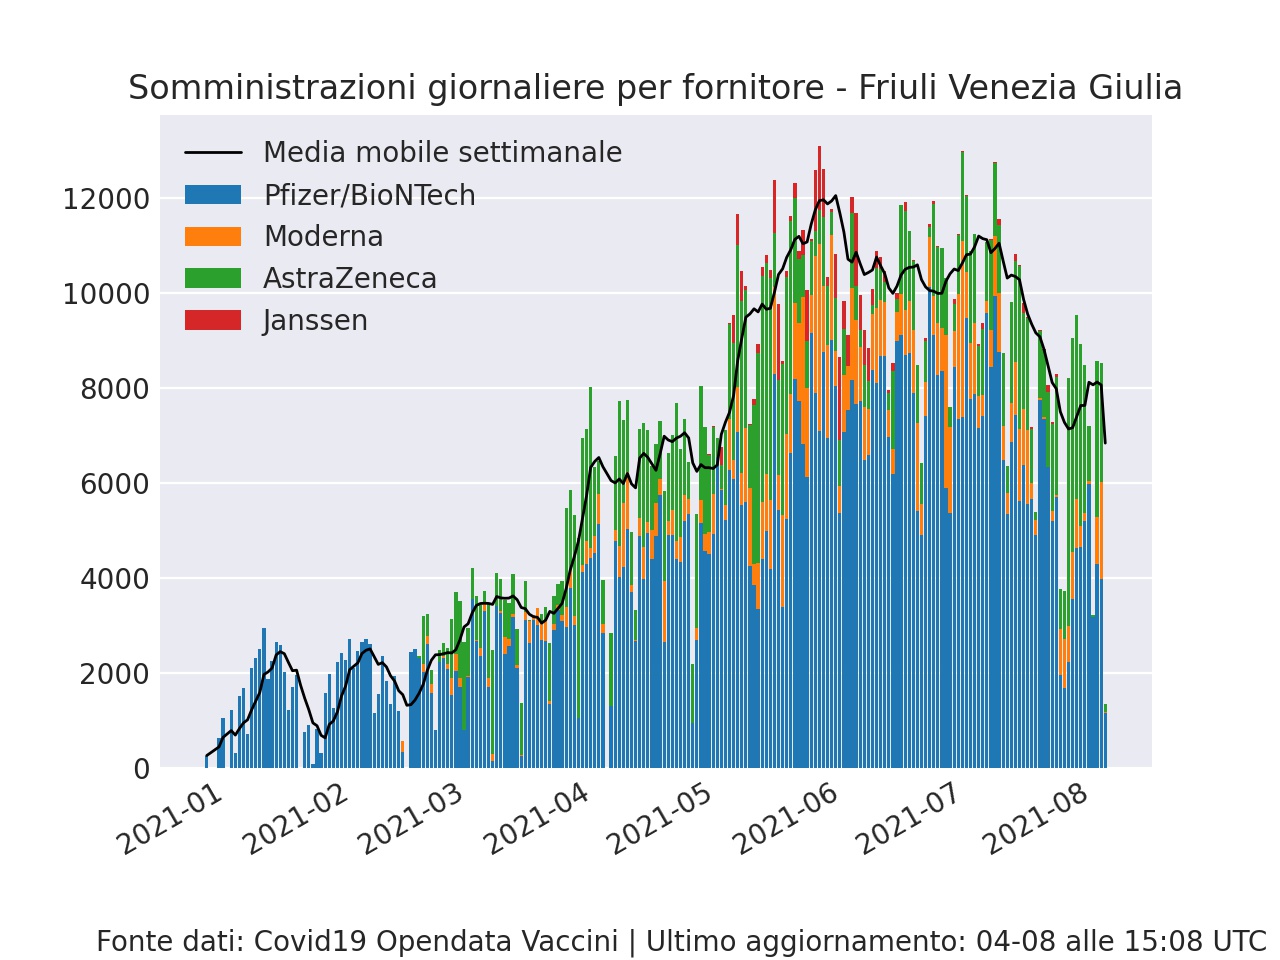 Somministrazioni giornaliere per fornitore - Friuli Venezia Giulia
Media mobile settimanale
Pfizer/BioNTech
Moderna
AstraZeneca
Janssen
12000
10000
8000
6000
4000
2000
0
2021-01
2021-02
2021-03
2021-04
2021-05
2021-06
2021-07
2021-08
Fonte dati: Covid19 Opendata Vaccini | Ultimo aggiornamento: 04-08 alle 15:08 UTC